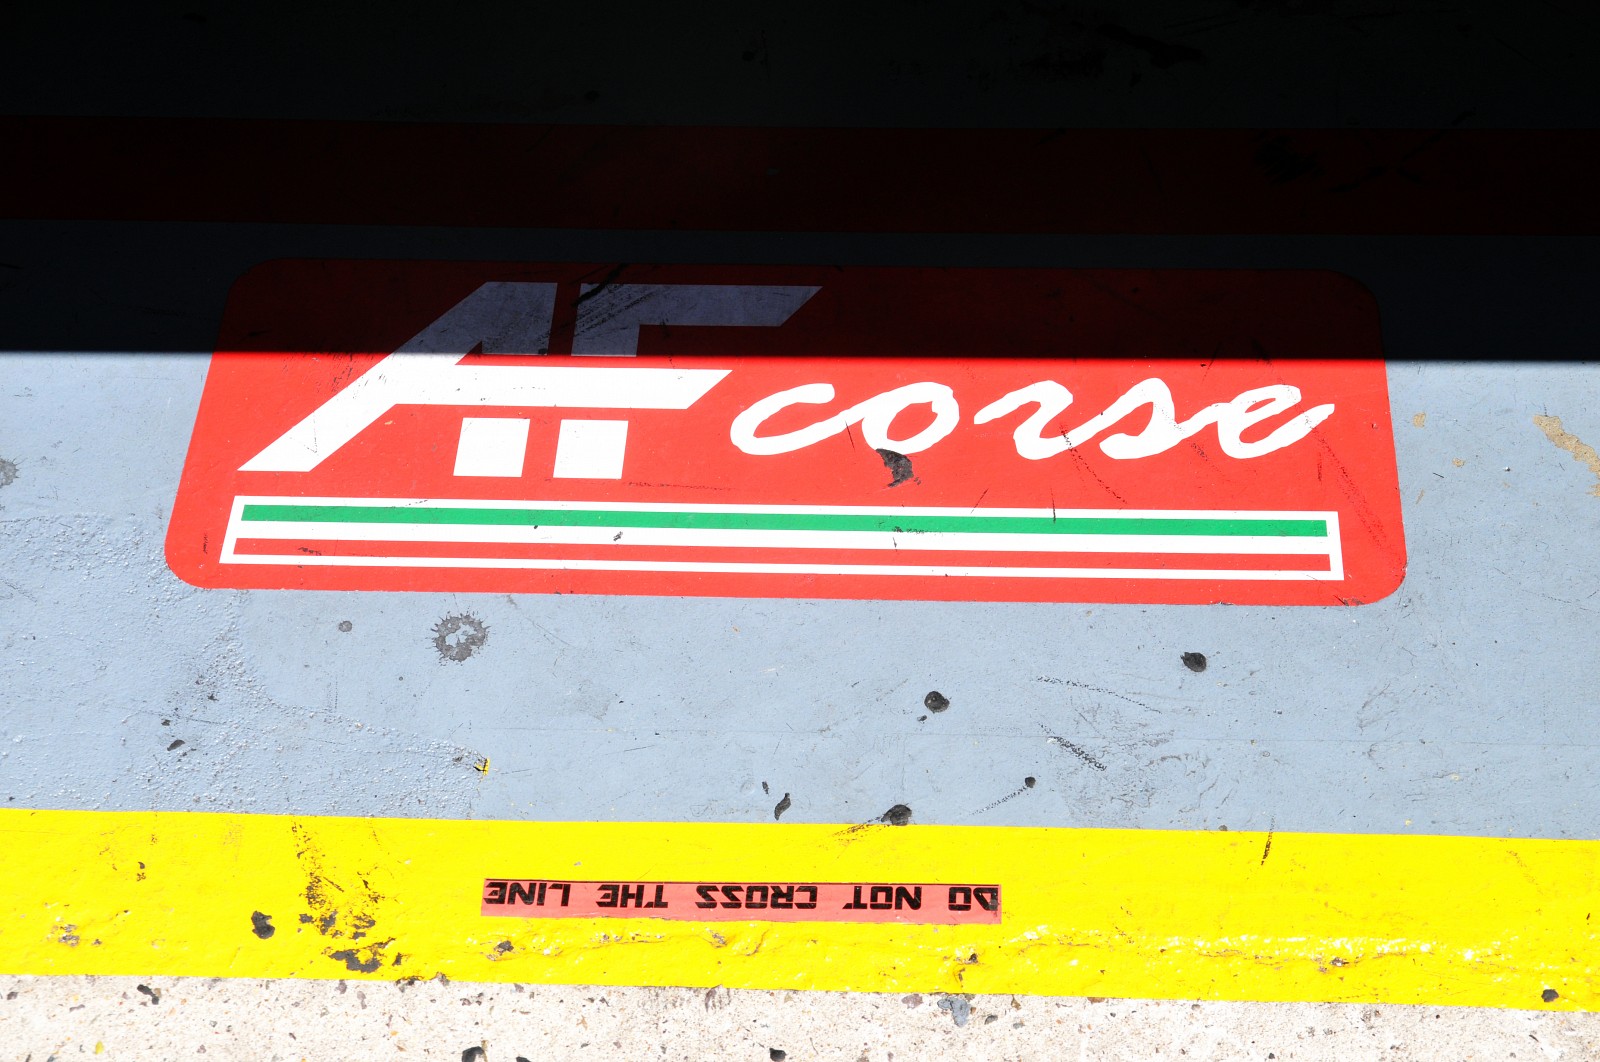 AF corse
DO NOT CROSS THE LINE